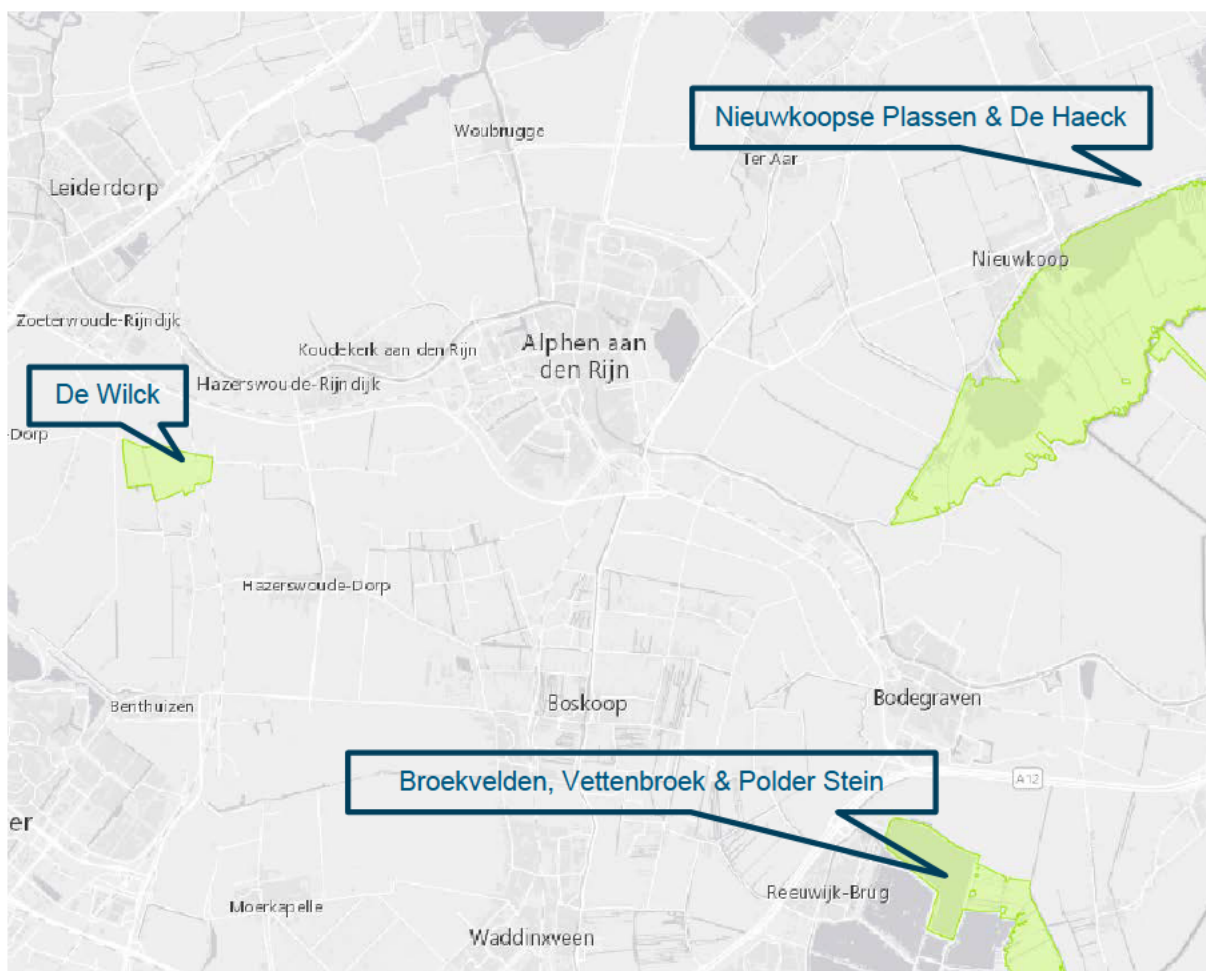 Nieuwkoopse Plassen & De Haeck
Woubrugge
Ter Aar
Leiderdorp
Nieuwkoop
Zoeterwoude-Rijndijk
Koudekerk aan den Rijn
Alphen aan
den Rijn
De Wilck
Hazerswoude-Rijndijk
-Dorp
Hazerswoude-Dorp
Benthuizen
Boskoop
Bodegraven
Broekvelden, Vettenbroek & Polder Stein
A12
er
Reeuwijk-Brug
Moerkapelle
Waddinxveen